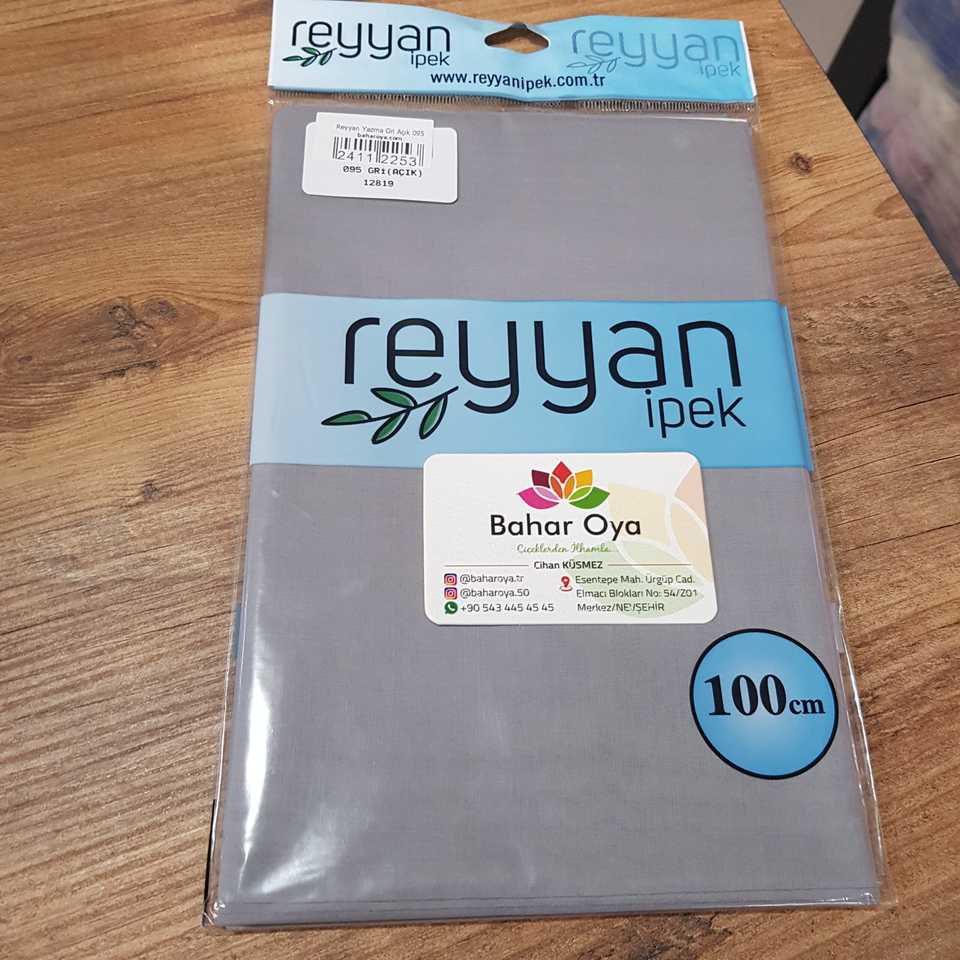 reyyan ipek
reyyan ipek
www.reyyanipek.com.tr
Reyyan Yazma Gri Açık 095
baharoya.com
24112253
095 GRi(AÇIK)
12819
reyyan
ipek
Bahar Oya
Çiçeklerden İlhamla...
Cihan KÜSMEZ
@baharoya.tr
@baharoya.50
+90 543 445 45 45
Esentepe Mah. Ürgüp Cad.
Elmacı Blokları No: 54/Z01
Merkez/NEVŞEHİR
100cm